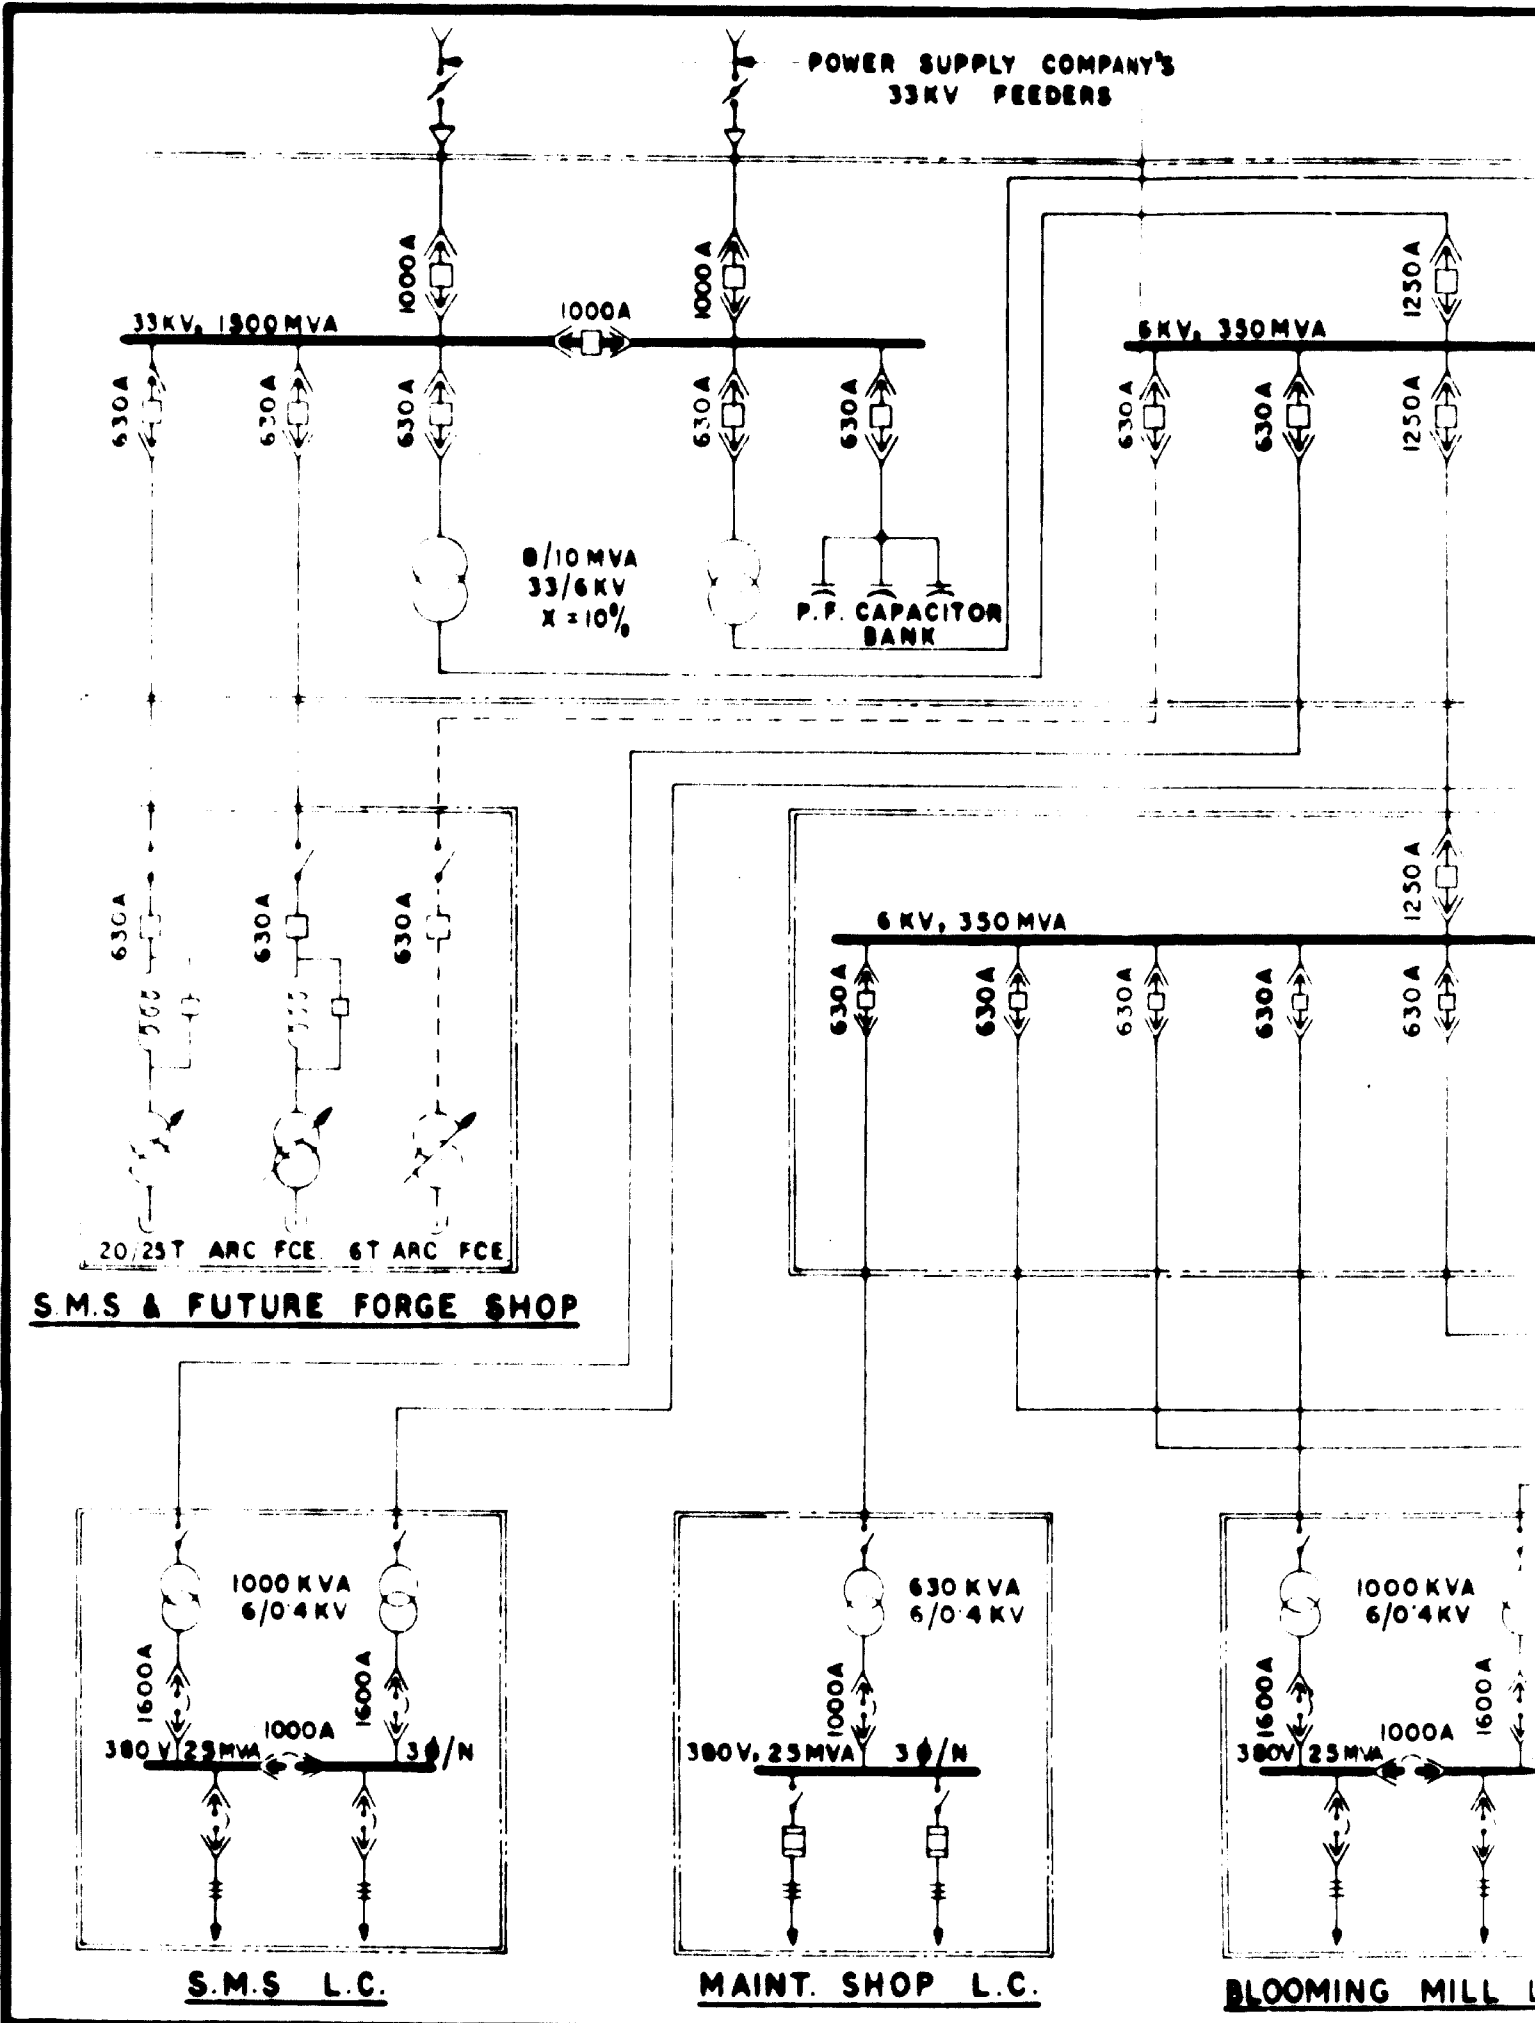 POWER SUPPLY COMPANY'S
33KV FEEDERS
1000A
1000A
1250A
1000A
33KV, 1500MVA
6KV, 350MVA
630A
630A
630A
630A
630A
630A
630A
1250A
8/10 MVA
33/6KV
X=10%
P.F. CAPACITOR
BANK
1250A
630A
630A
630A
6KV, 350MVA
630A
630A
630A
630A
630A
20/25T ARC FCE. 6T ARC FCE
S.M.S & FUTURE FORGE SHOP
1000KVA
6/0.4KV
630KVA
6/0.4KV
1000KVA
6/0.4KV
1600A
1600A
1000A
1600A
1600A
1000A
1000A
380V, 25MVA
3ϕ/N
380V, 25MVA
3ϕ/N
380V, 25MVA
S.M.S L.C.
MAINT. SHOP L.C.
BLOOMING MILL L